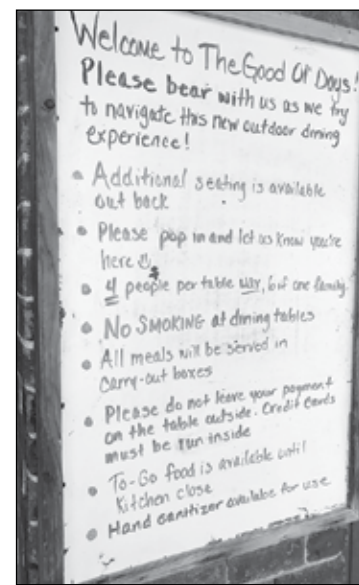 Welcome to The Good Ol' Days!
Please bear with us as we try
to navigate this new outdoor dining
experience!
• Additional seating is available
out back
• Please pop in and let us know you're
here ☺
• 4 people per table MAX, 6 if one family
• NO SMOKING at dining tables
• All meals will be served in
carry-out boxes
• Please do not leave your payment
on the table outside. Credit Cards
must be run inside
• To-Go food is available until
Kitchen close
• Hand sanitizer available for use